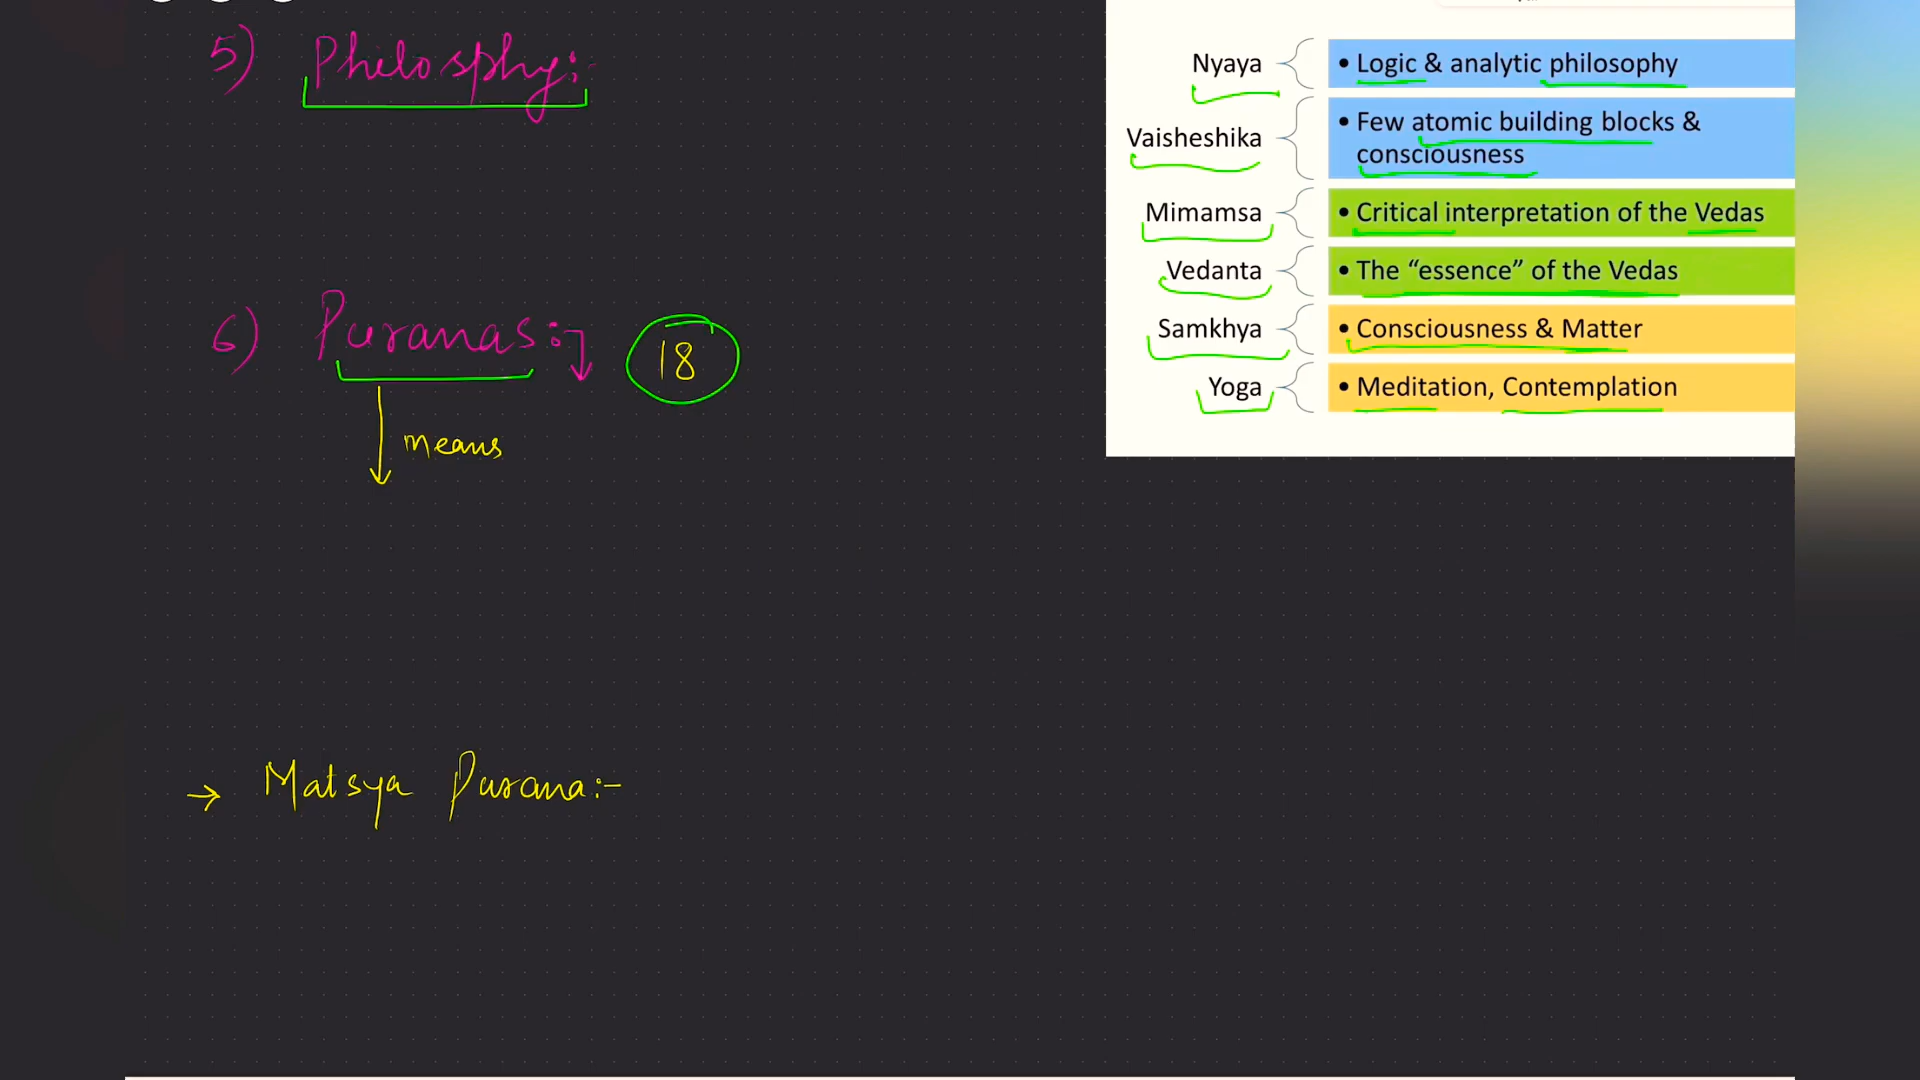 5) Philosphy:-
6) Puranas:- 18
means
→ Matsya Purana:-
Nyaya • Logic & analytic philosophy
Vaisheshika • Few atomic building blocks &
consciousness
Mimamsa • Critical interpretation of the Vedas
Vedanta • The “essence” of the Vedas
Samkhya • Consciousness & Matter
Yoga • Meditation, Contemplation